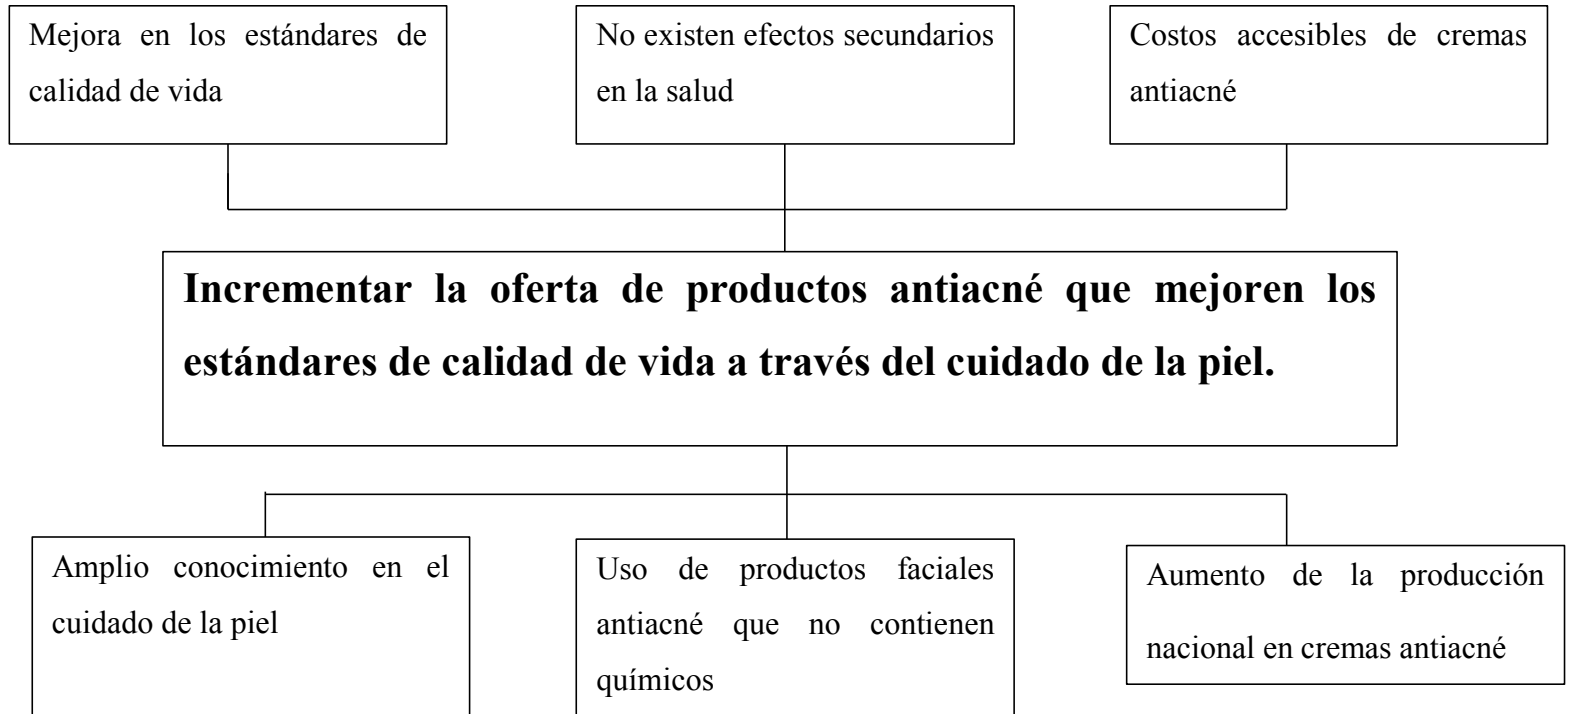 Mejora en los estándares de
calidad de vida
No existen efectos secundarios
en la salud
Costos accesibles de cremas
antiacné
Incrementar la oferta de productos antiacné que mejoren los
estándares de calidad de vida a través del cuidado de la piel.
Amplio conocimiento en el
cuidado de la piel
Uso de productos faciales
antiacné que no contienen
químicos
Aumento de la producción
nacional en cremas antiacné